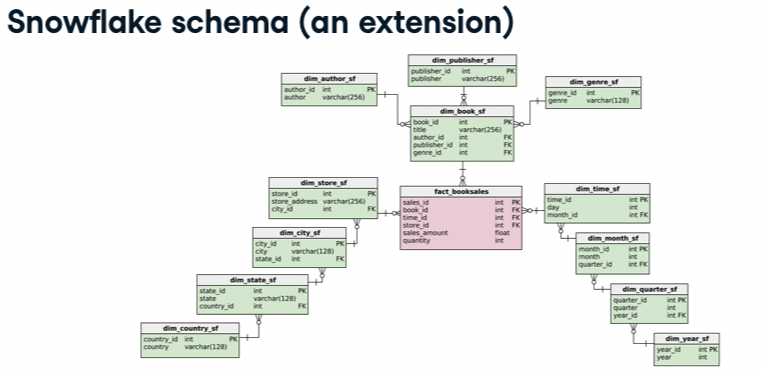 Snowflake schema (an extension)
dim_publisher_sf
publisher_id int PK
publisher varchar(256)
dim_author_sf
author_id int PK
author varchar(256)
dim_genre_sf
genre_id int PK
genre varchar(128)
dim_book_sf
book_id int PK
title varchar(256)
author_id int FK
publisher_id int FK
genre_id int FK
dim_store_sf
store_id int PK
store_address varchar(256)
city_id int FK
fact_booksales
sales_id int PK
book_id int FK
time_id int FK
store_id int FK
sales_amount float
quantity int
dim_time_sf
time_id int PK
day int
month_id int FK
dim_city_sf
city_id int PK
city varchar(128)
state_id int FK
dim_month_sf
month_id int PK
month int
quarter_id int FK
dim_state_sf
state_id int PK
state varchar(128)
country_id int FK
dim_quarter_sf
quarter_id int PK
quarter int
year_id int FK
dim_country_sf
country_id int PK
country varchar(128)
dim_year_sf
year_id int PK
year int